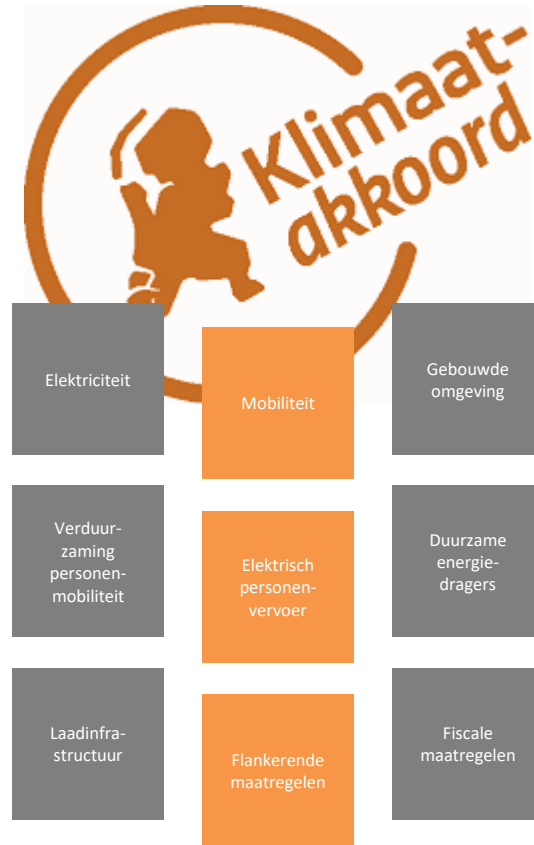 Klimaat-
akkoord
Elektriciteit
Mobiliteit
Gebouwde
omgeving
Verduur-
zaming
personen-
mobiliteit
Elektrisch
personen-
vervoer
Duurzame
energie-
dragers
Laadinfra-
structuur
Flankerende
maatregelen
Fiscale
maatregelen